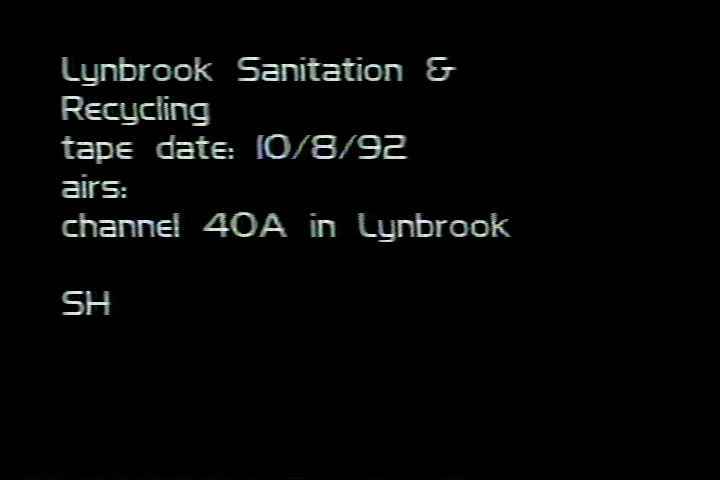 Lynbrook Sanitation &
Recycling
tape date: 10/8/92
airs:
channel 40A in Lynbrook
SH